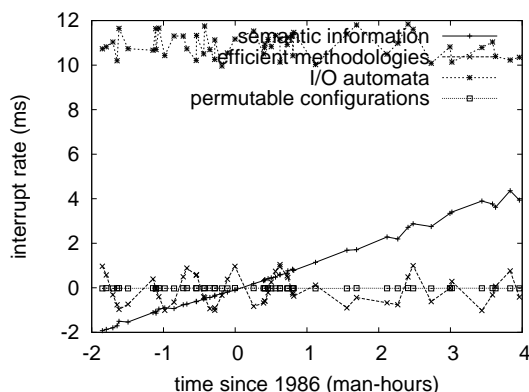 12
10
8
6
4
2
0
-2
-2
-1
0
1
2
3
4
interrupt rate (ms)
time since 1986 (man-hours)
semantic information
efficient methodologies
I/O automata
permutable configurations